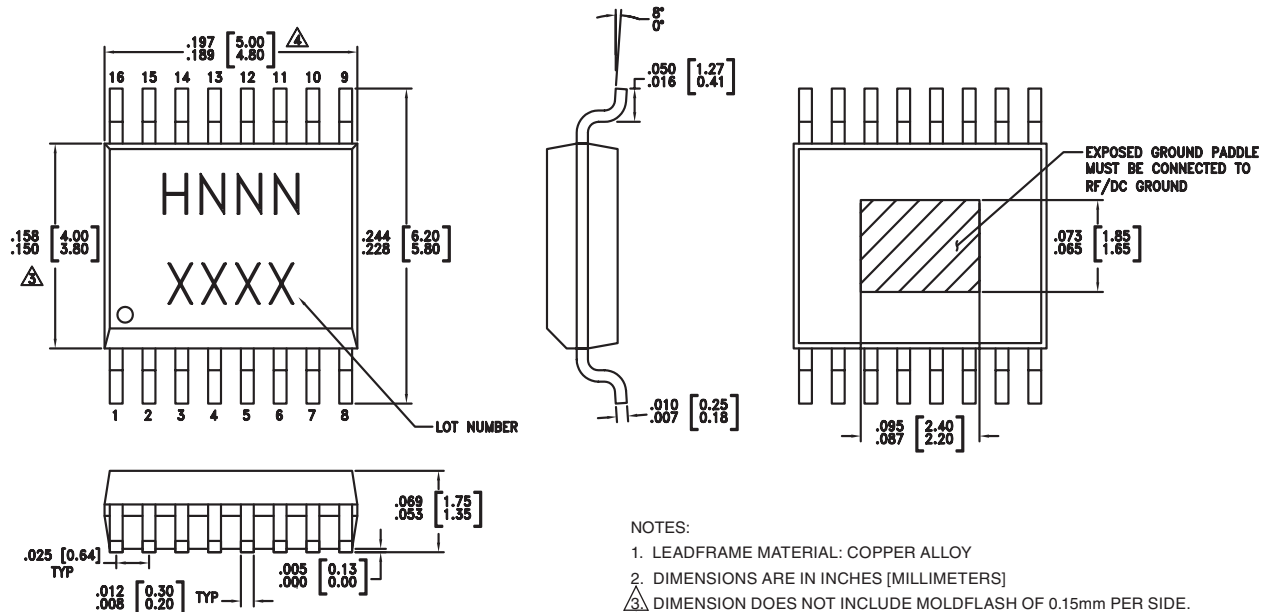 .197 [5.00]
.189 [4.80]
4
16 15 14 13 12 11 10 9
HNNN
XXXX
.158 [4.00]
.150 [3.80]
3
.244 [6.20]
.228 [5.80]
1 2 3 4 5 6 7 8
LOT NUMBER
8°
0°
.050 [1.27]
.016 [0.41]
.010 [0.25]
.007 [0.18]
EXPOSED GROUND PADDLE
MUST BE CONNECTED TO
RF/DC GROUND
.073 [1.85]
.065 [1.65]
.095 [2.40]
.087 [2.20]
.069 [1.75]
.053 [1.35]
.025 [0.64]
TYP
.012 [0.30]
.008 [0.20]
TYP
.005 [0.13]
.000 [0.00]
NOTES:
1. LEADFRAME MATERIAL: COPPER ALLOY
2. DIMENSIONS ARE IN INCHES [MILLIMETERS]
3. DIMENSION DOES NOT INCLUDE MOLDFLASH OF 0.15mm PER SIDE.